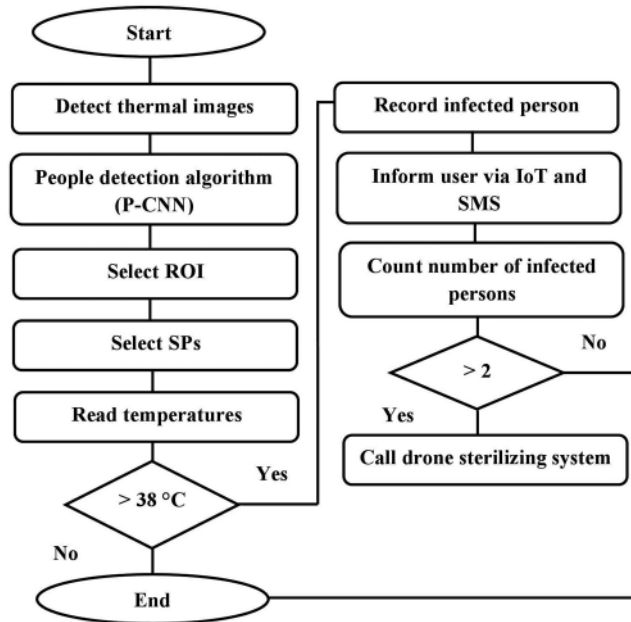 Start
Detect thermal images
People detection algorithm
(P-CNN)
Select ROI
Select SPs
Read temperatures
> 38 °C
Yes
No
End
Record infected person
Inform user via IoT and
SMS
Count number of infected
persons
> 2
No
Yes
Call drone sterilizing system